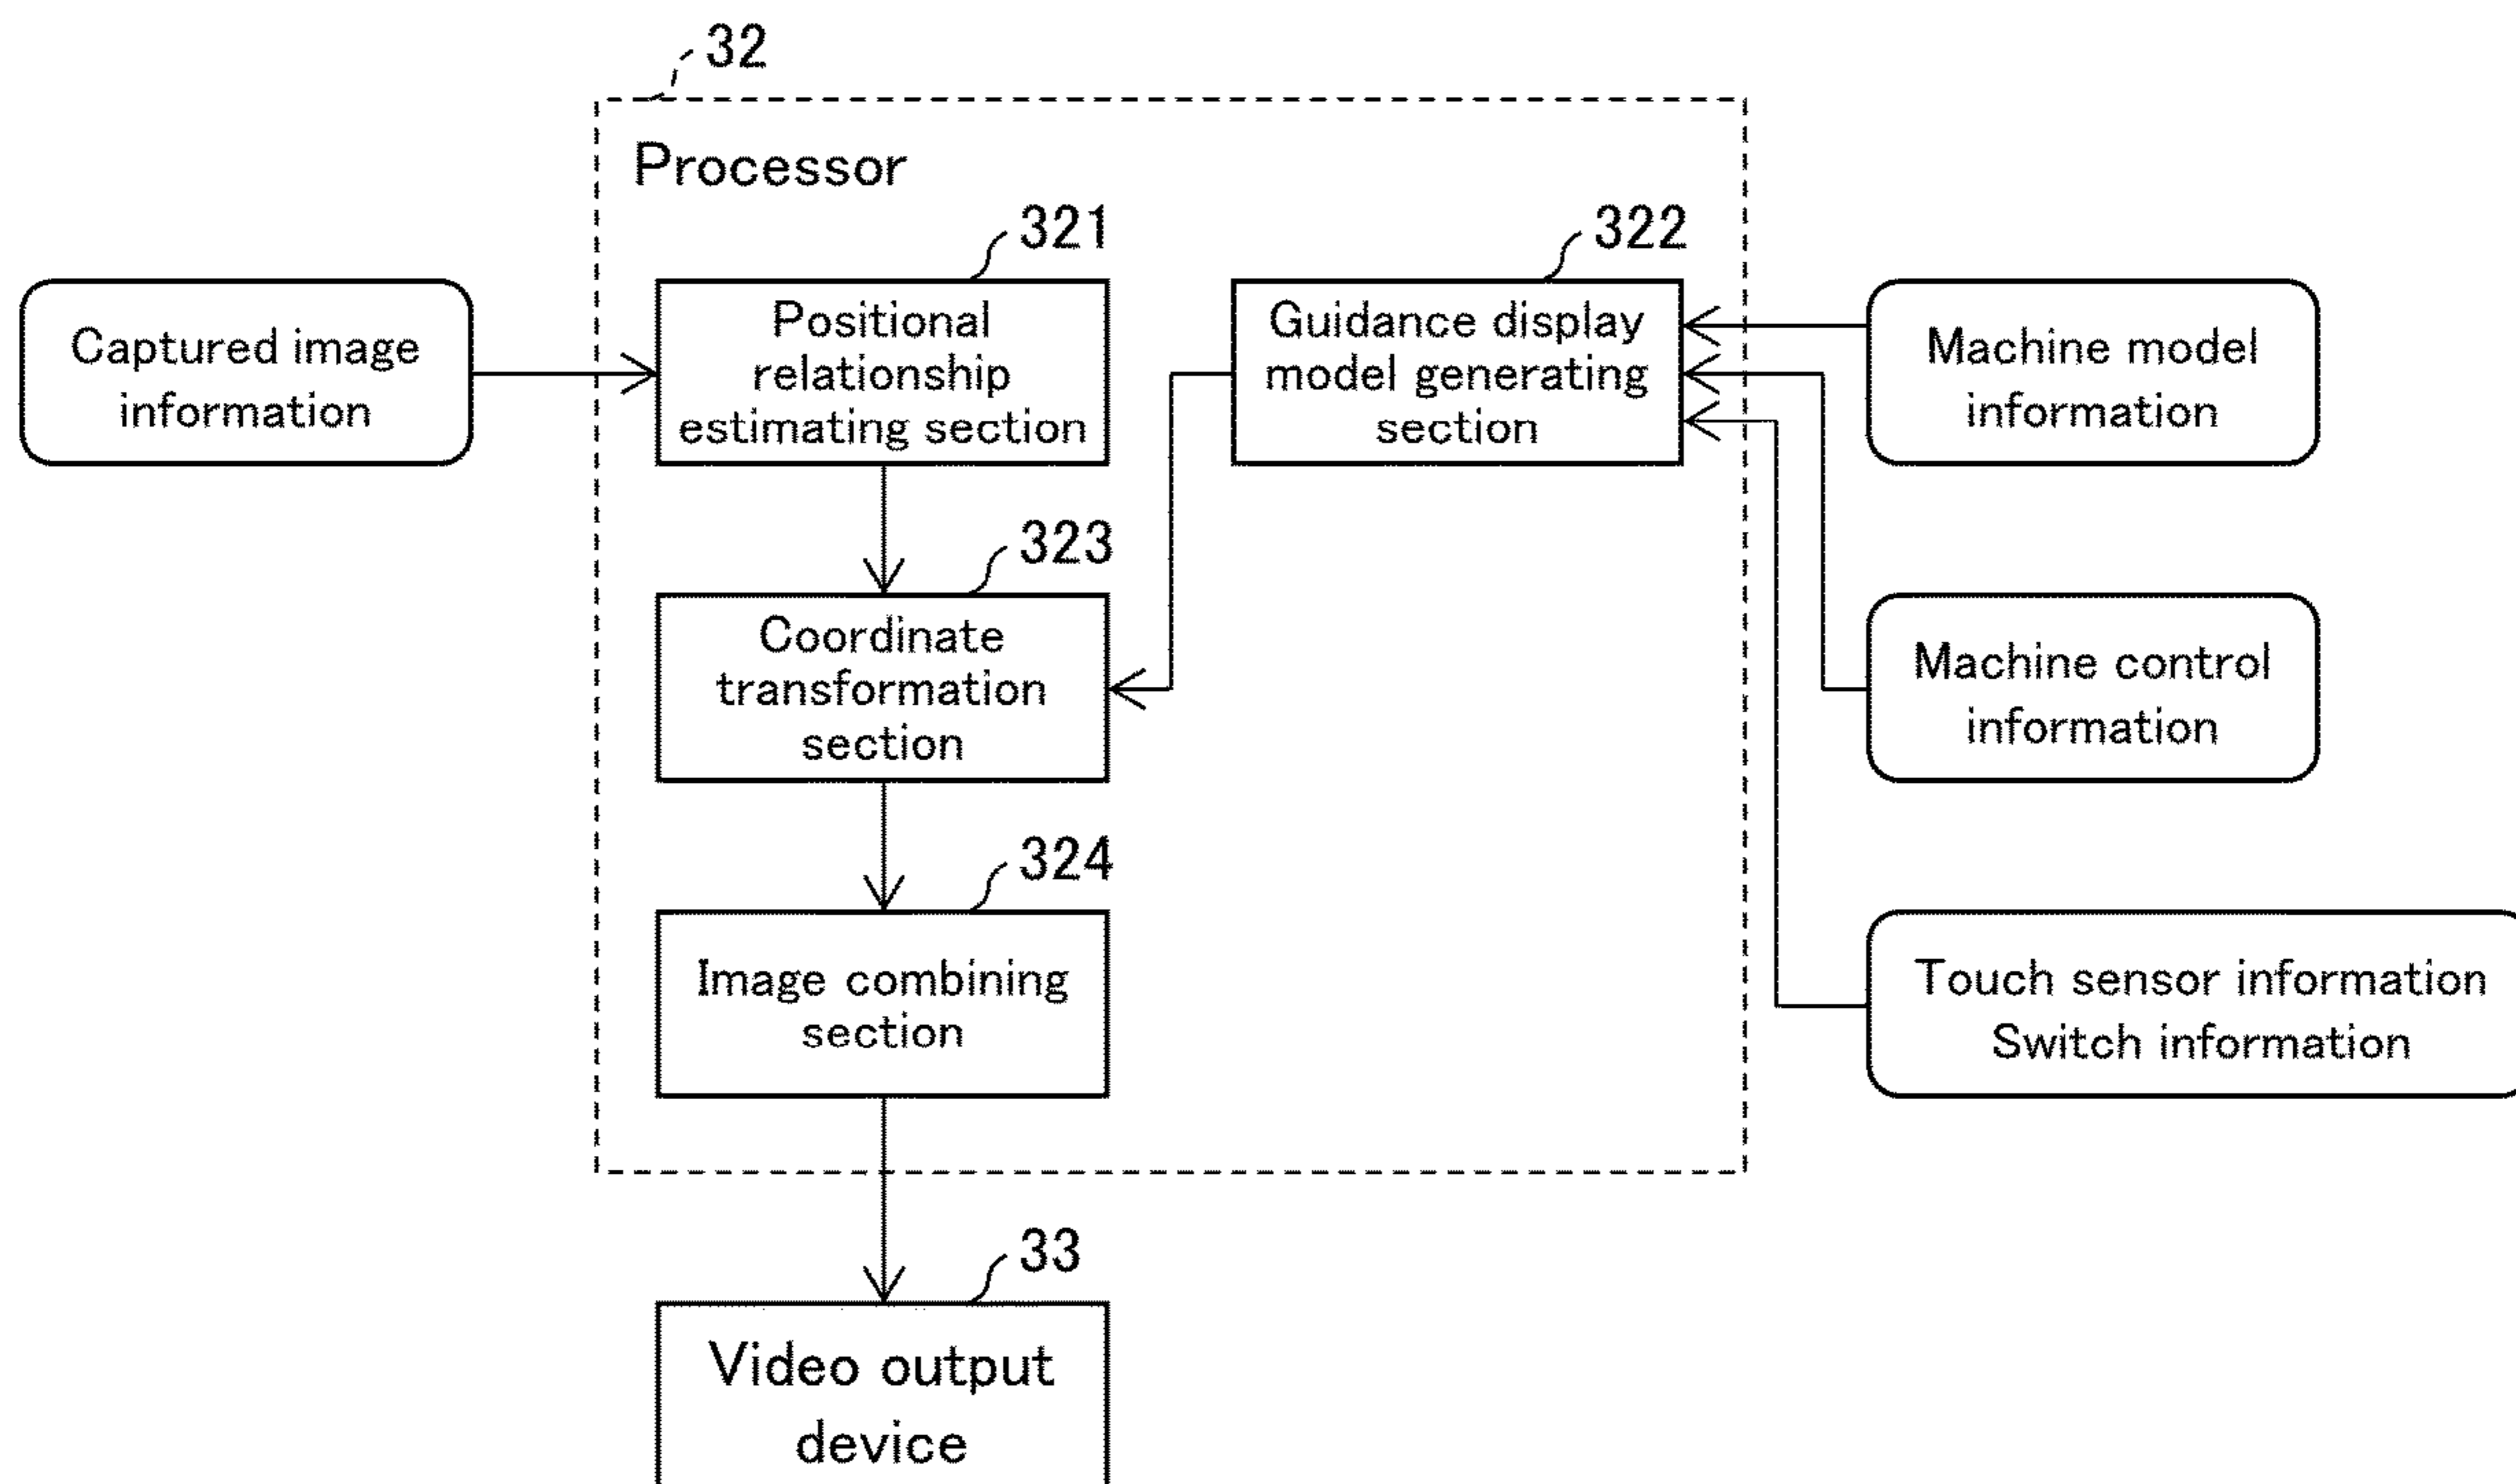 32
Processor
321
322
Captured image
information
Positional
relationship
estimating section
Guidance display
model generating
section
Machine model
information
323
Coordinate
transformation
section
Machine control
information
324
Image combining
section
Touch sensor information
Switch information
33
Video output
device